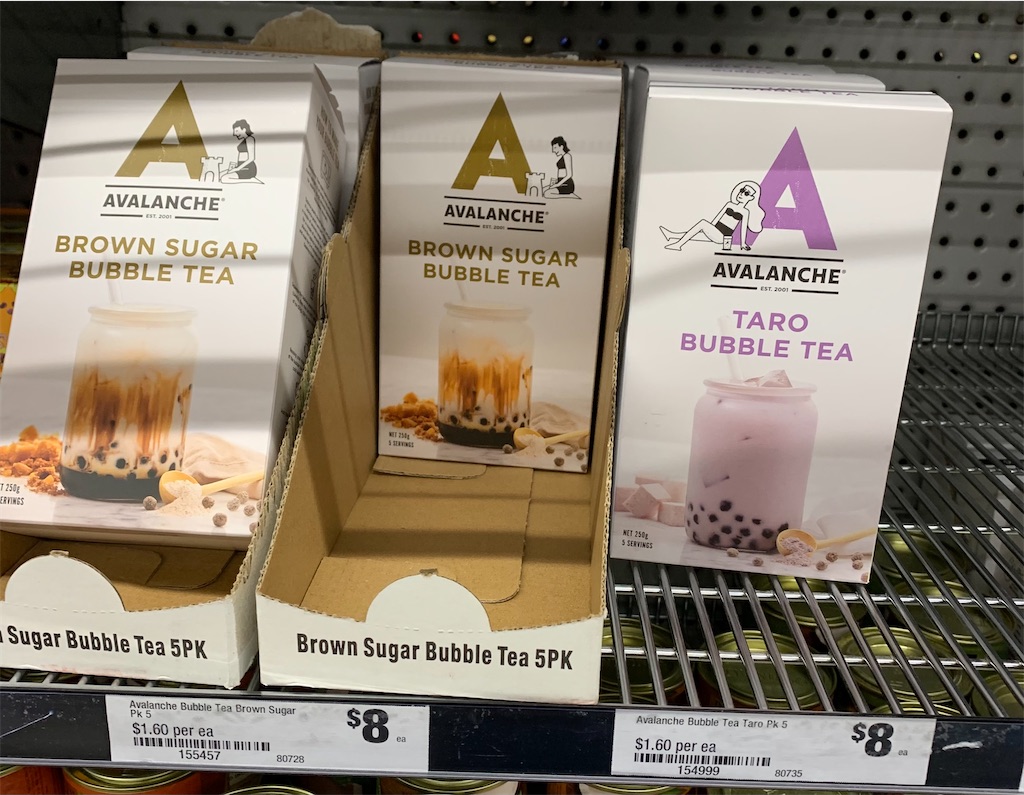 A
AVALANCHE®
EST. 2001
BROWN SUGAR
BUBBLE TEA
T 250g
ERVINGS
Sugar Bubble Tea 5PK
A
AVALANCHE®
EST. 2001
BROWN SUGAR
BUBBLE TEA
NET 250g
5 SERVINGS
Brown Sugar Bubble Tea 5PK
BUBBLE TEA
A
AVALANCHE®
EST. 2001
TARO
BUBBLE TEA
NET 250g
5 SERVINGS
Avalanche Bubble Tea Brown Sugar
Pk 5
$1.60 per ea
$8 ea
155457 80728
Avalanche Bubble Tea Taro Pk 5
$1.60 per ea
$8 ea
154999 80735